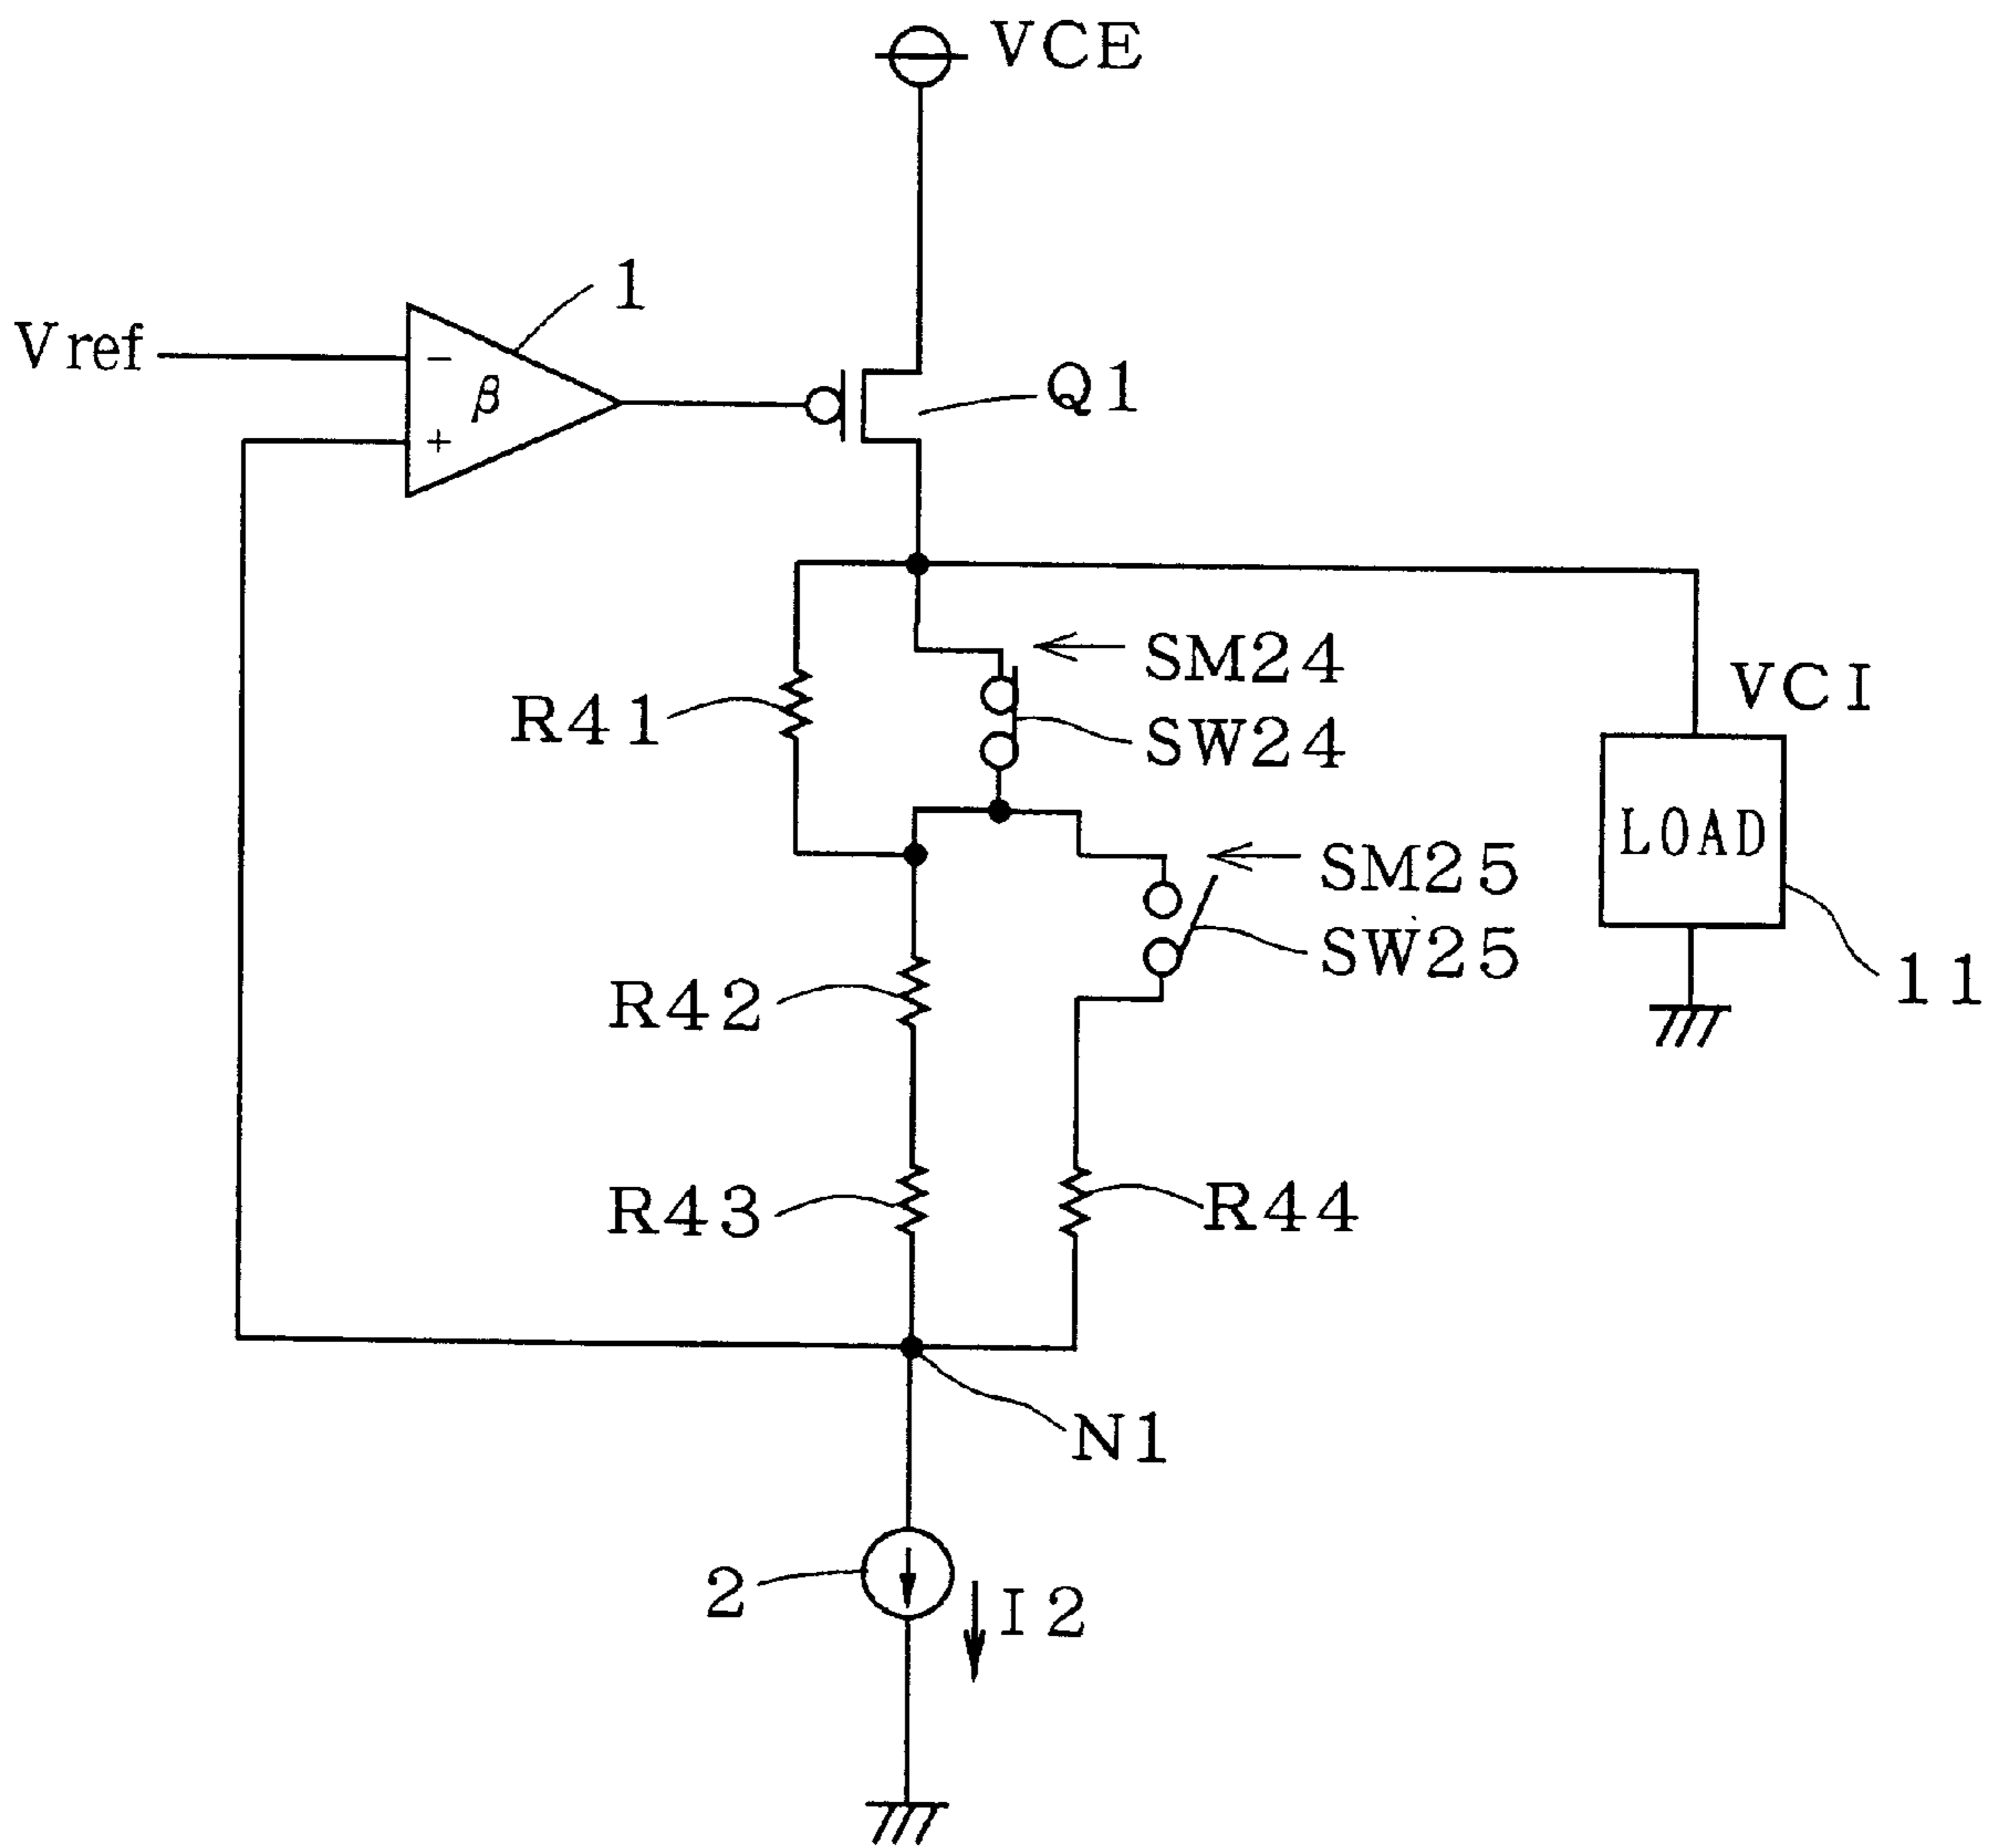 VCE
1
Vref
−
β
+
Q1
SM24
R41
SW24
VCI
LOAD
SM25
SW25
11
R42
R43
R44
N1
2
I2